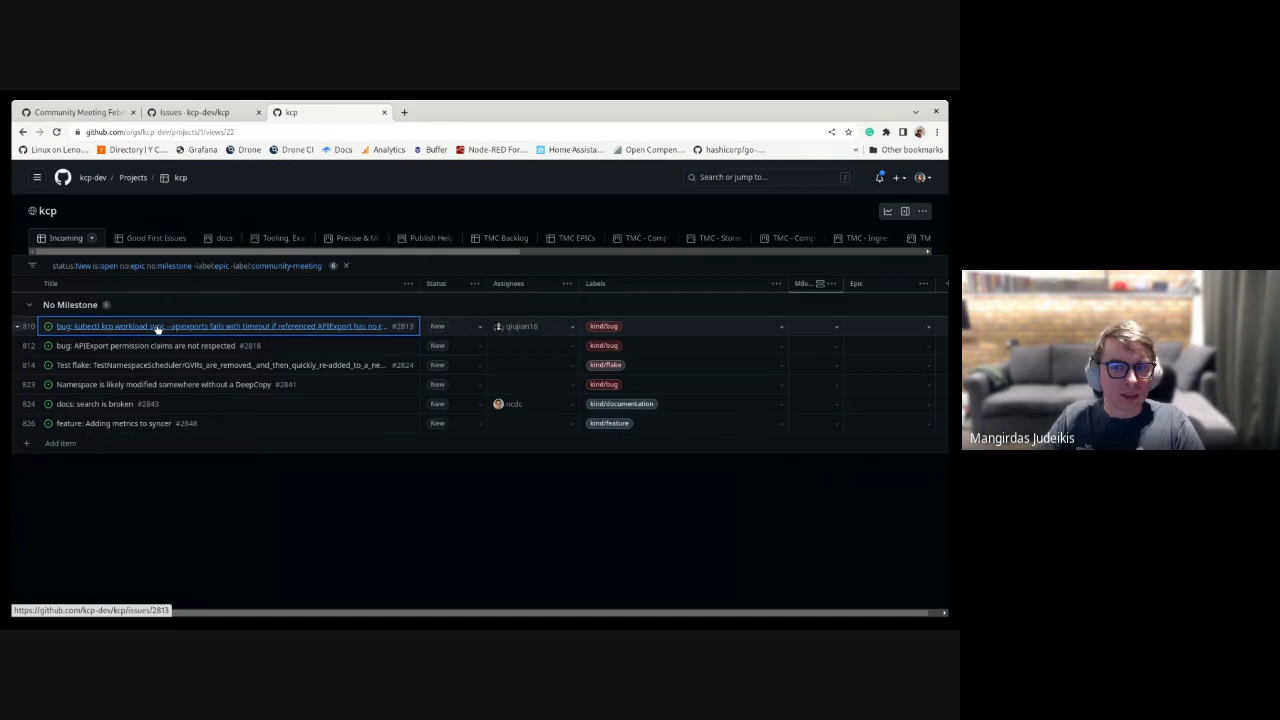 Community Meeting Feb
Issues · kcp-dev/kcp
kcp
github.com/orgs/kcp-dev/projects/1/views/22
Linux on Leno... Directory | Y C... Grafana Drone Drone CI Docs Analytics Buffer Node-RED For... Home Assista... Open Compen... hashicorp/go-... » Other bookmarks
kcp-dev / Projects / kcp
Search or jump to... /
kcp
Incoming Good First Issues docs Tooling, Exa Precise & M Publish Help TMC Backlog TMC EPICs TMC - Comp TMC - Stora TMC - Comp TMC - Ingre TM
status:New is:open no:epic no:milestone -label:epic -label:community-meeting 6
Title Status Assignees Labels Mile... Epic
No Milestone 6
810 bug: kubectl kcp workload sync --apiexports fails with timeout if referenced APIExport has no r... #2813 New qiujian16 kind/bug
812 bug: APIExport permission claims are not respected #2818 New kind/bug
814 Test flake: TestNamespaceScheduler/GVRs_are_removed,_and_then_quickly_re-added_to_a_ne... #2824 New kind/flake
823 Namespace is likely modified somewhere without a DeepCopy #2841 New kind/bug
824 docs: search is broken #2843 New ncdc kind/documentation
826 feature: Adding metrics to syncer #2848 New kind/feature
Add item
https://github.com/kcp-dev/kcp/issues/2813
Mangirdas Judeikis